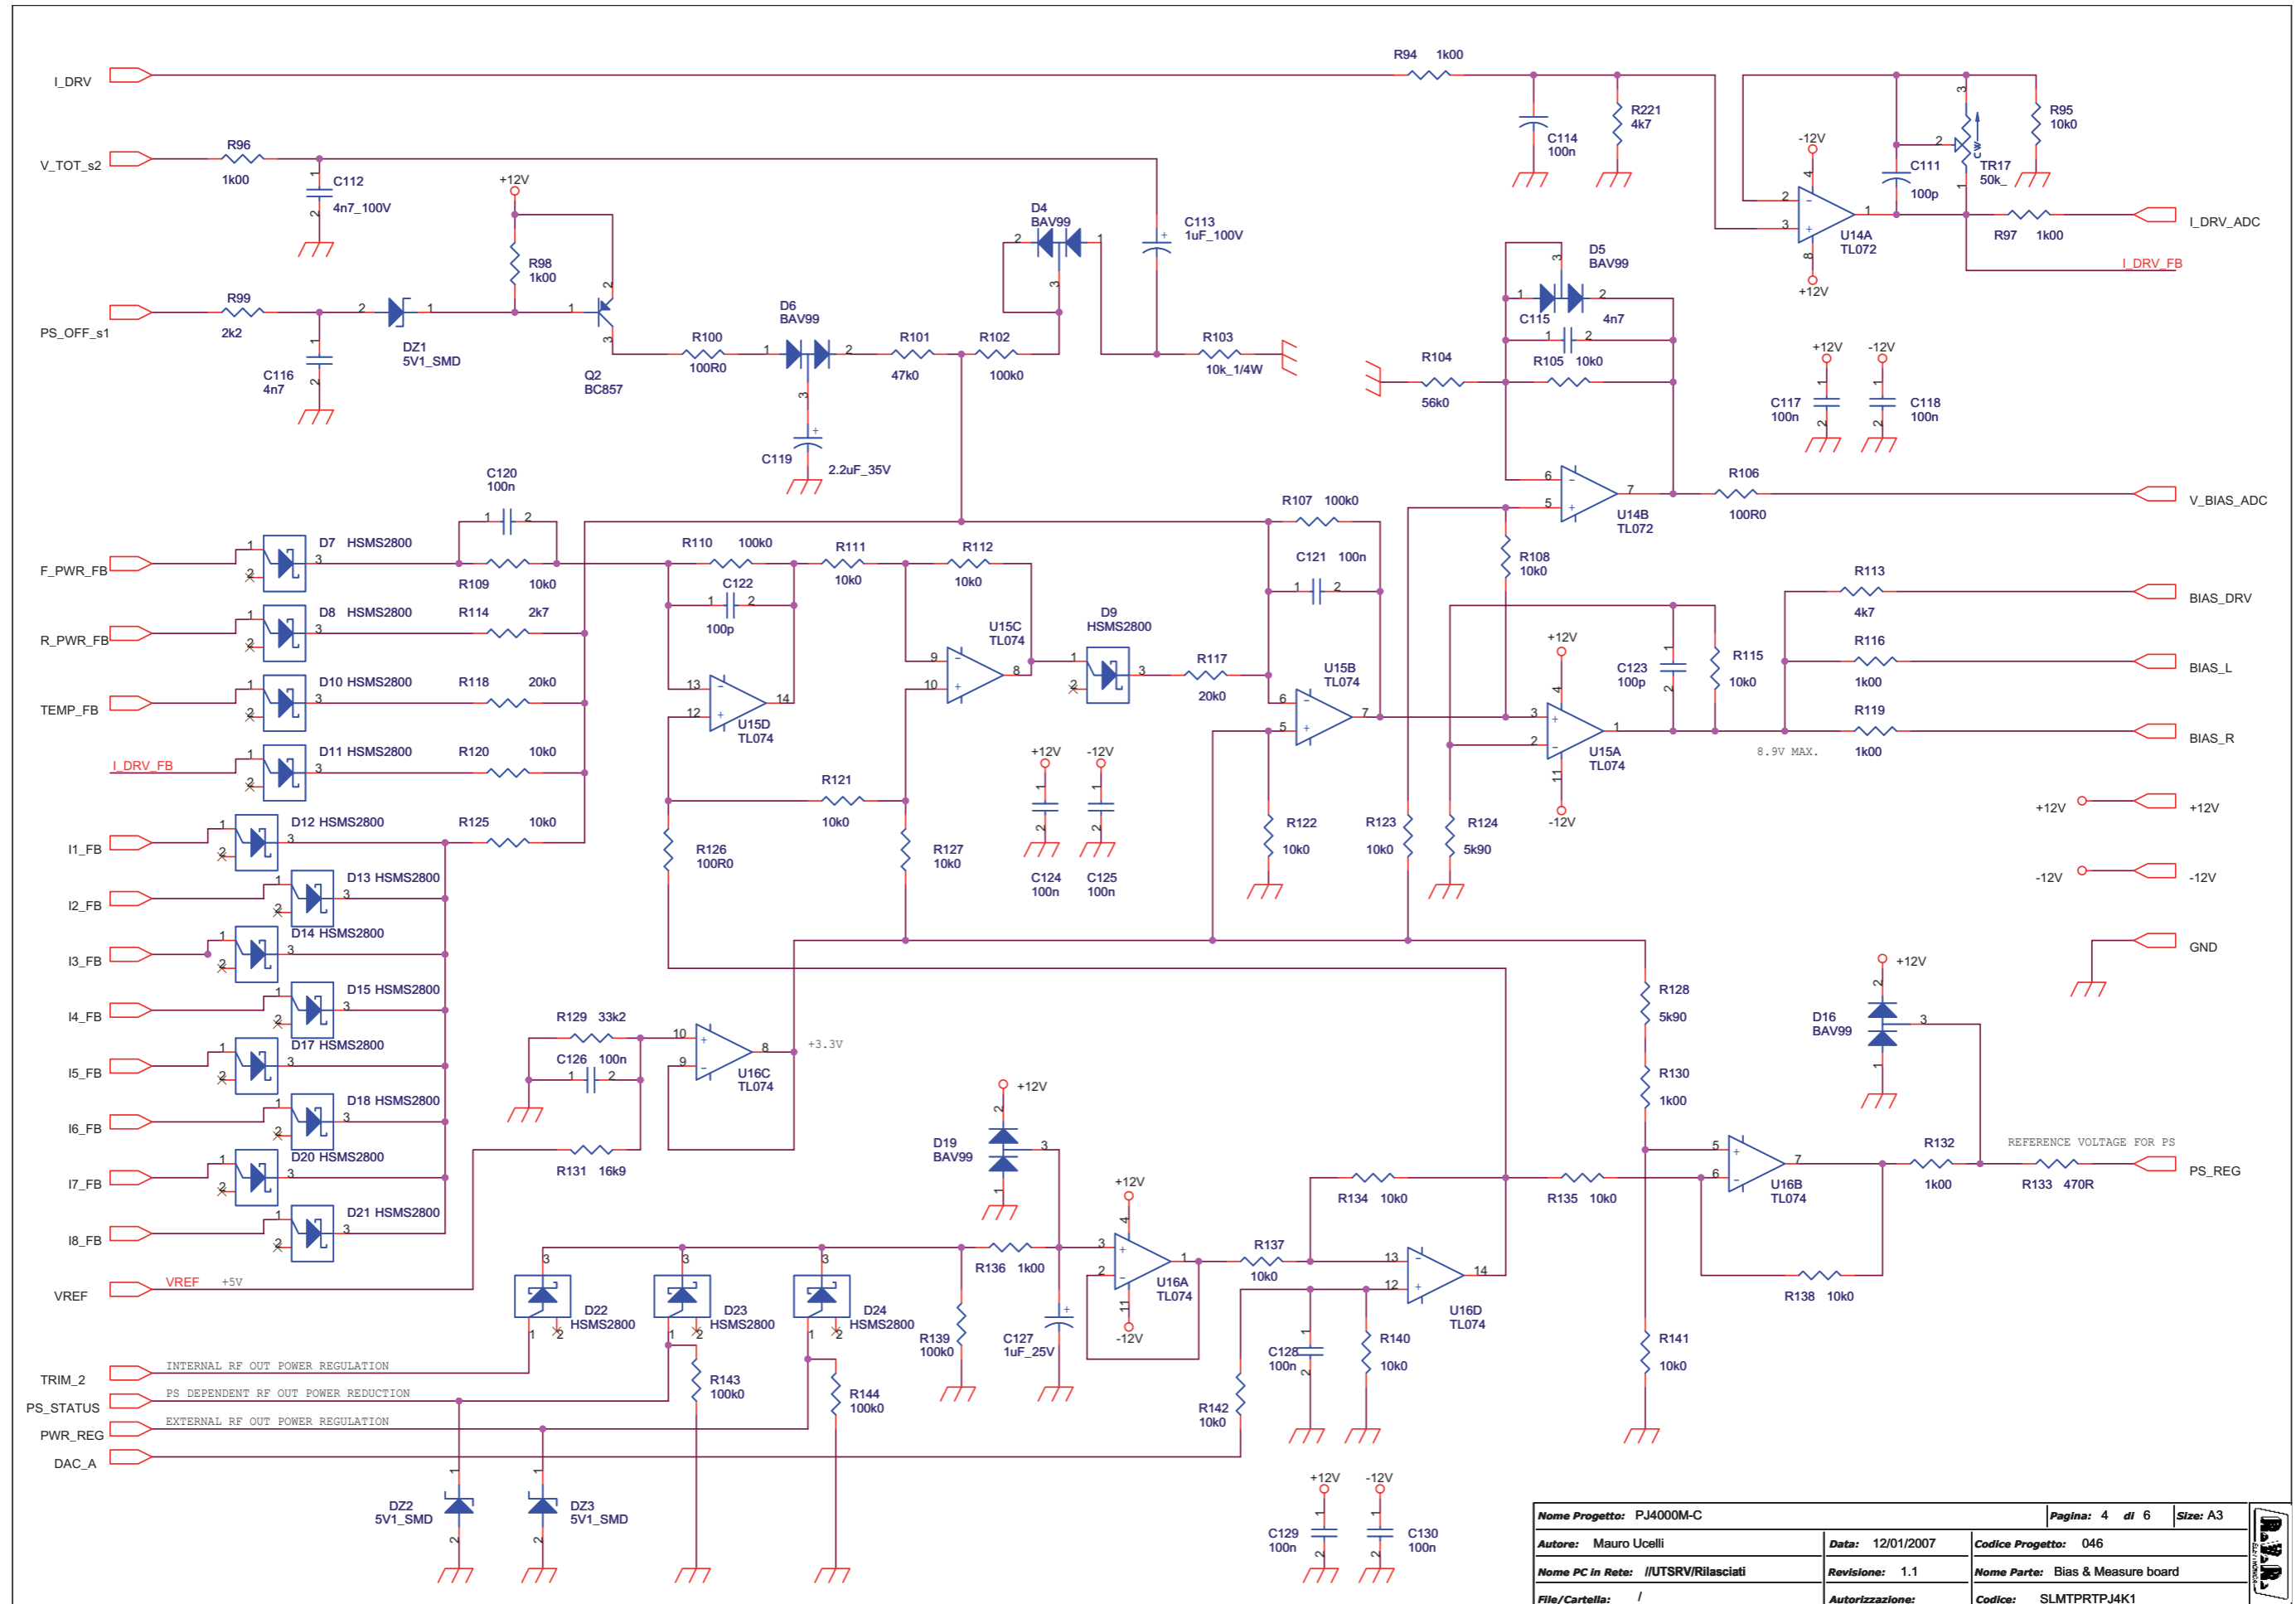 R94 1k00
I_DRV
R221
4k7
C114
100n
-12V
R95
10k0
CW
TR17
50k_
C111
100p
R96
1k00
V_TOT_s2
C112
4n7_100V
+12V
D4
BAV99
C113
1uF_100V
U14A
TL072
+12V
R97 1k00
I_DRV_ADC
I_DRV_FB
R98
1k00
D5
BAV99
R99
2k2
PS_OFF_s1
DZ1
5V1_SMD
C116
4n7
Q2
BC857
R100
100R0
D6
BAV99
R101
47k0
R102
100k0
R103
10k_1/4W
C115 4n7
R105 10k0
R104
56k0
+12V -12V
C117
100n
C118
100n
C119
2.2uF_35V
C120
100n
R107 100k0
U14B
TL072
R106
100R0
V_BIAS_ADC
F_PWR_FB
D7 HSMS2800
R109 10k0
R110 100k0
C122
100p
R111
10k0
R112
10k0
C121 100n
R108
10k0
R113
4k7
BIAS_DRV
R_PWR_FB
D8 HSMS2800
R114 2k7
U15C
TL074
D9
HSMS2800
R117
20k0
U15B
TL074
+12V
C123
100p
R115
10k0
R116
1k00
BIAS_L
TEMP_FB
D10 HSMS2800
R118 20k0
U15D
TL074
U15A
TL074
-12V
8.9V MAX.
R119
1k00
BIAS_R
I_DRV_FB
D11 HSMS2800
R120 10k0
R121
10k0
+12V -12V
C124
100n
C125
100n
+12V +12V
I1_FB
D12 HSMS2800
R125 10k0
R126
100R0
R127
10k0
R122
10k0
R123
10k0
R124
5k90
-12V -12V
I2_FB
D13 HSMS2800
I3_FB
D14 HSMS2800
GND
I4_FB
D15 HSMS2800
R129 33k2
C126 100n
U16C
TL074
+3.3V
R128
5k90
D16
BAV99
+12V
I5_FB
D17 HSMS2800
R130
1k00
I6_FB
D18 HSMS2800
R131 16k9
D19
BAV99
+12V
I7_FB
D20 HSMS2800
R134 10k0
R135 10k0
U16B
TL074
R132
1k00
REFERENCE VOLTAGE FOR PS
R133 470R
PS_REG
I8_FB
D21 HSMS2800
VREF
VREF +5V
D22
HSMS2800
D23
HSMS2800
D24
HSMS2800
R136 1k00
R139
100k0
C127
1uF_25V
+12V
U16A
TL074
-12V
R137
10k0
U16D
TL074
R138 10k0
TRIM_2
INTERNAL RF OUT POWER REGULATION
PS_STATUS
PS DEPENDENT RF OUT POWER REDUCTION
PWR_REG
EXTERNAL RF OUT POWER REGULATION
DAC_A
R143
100k0
R144
100k0
R142
10k0
C128
100n
R140
10k0
R141
10k0
DZ2
5V1_SMD
DZ3
5V1_SMD
+12V -12V
C129
100n
C130
100n
Nome Progetto: PJ4000M-C Pagina: 4 di 6 Size: A3
Autore: Mauro Ucelli Data: 12/01/2007 Codice Progetto: 046
Nome PC in Rete: //UTSRV/Rilasciati Revisione: 1.1 Nome Parte: Bias & Measure board
File/Cartella: / Autorizzazione: Codice: SLMTPRTPJ4K1